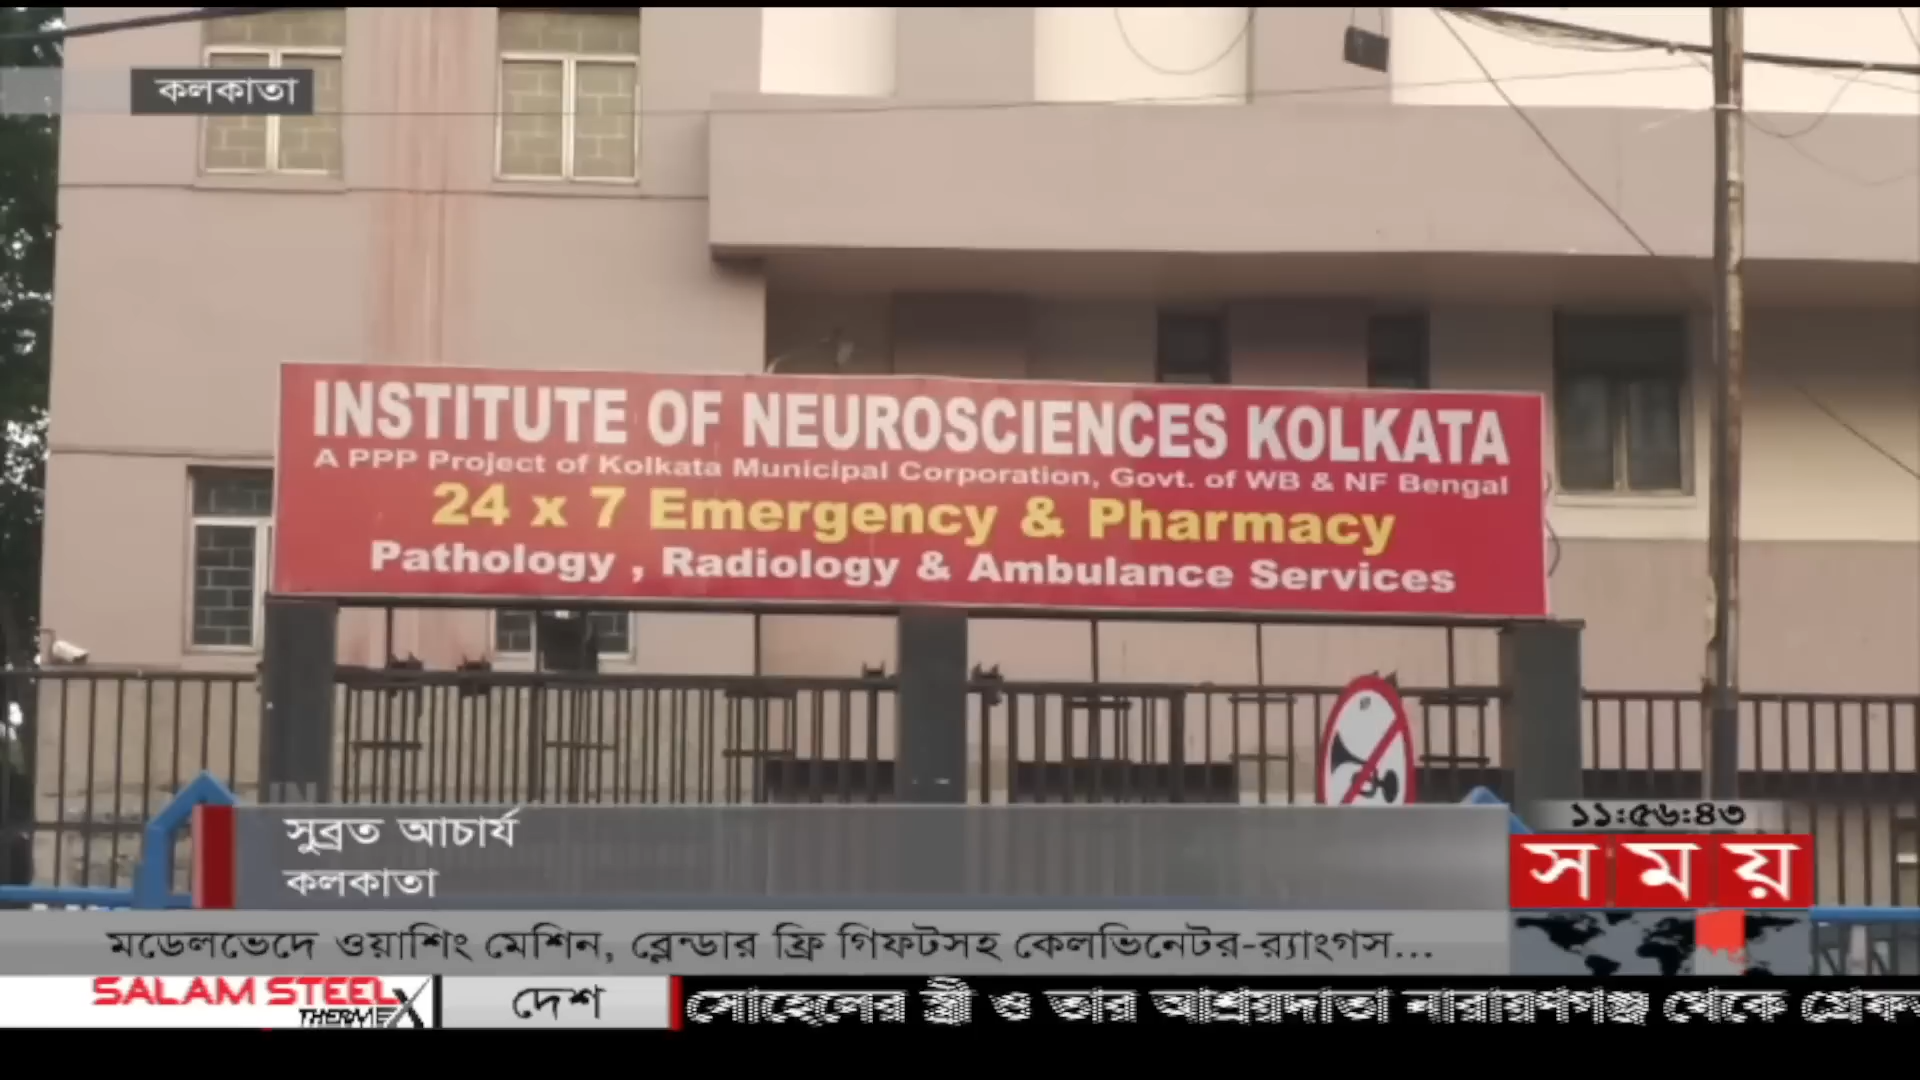 কলকাতা
INSTITUTE OF NEUROSCIENCES KOLKATA
A PPP Project of Kolkata Municipal Corporation, Govt. of WB & NF Bengal
24 x 7 Emergency & Pharmacy
Pathology , Radiology & Ambulance Services
সুব্রত আচার্য
কলকাতা
১১:৫৬:৪৩
সময়
মডেলভেদে ওয়াশিং মেশিন, ব্লেন্ডার ফ্রি গিফটসহ কেলভিনেটর-র‍্যাংগস...
SALAM STEEL
THERMEX
দেশ
সোহেলের স্ত্রী ও তার আশ্রয়দাতা নারায়ণগঞ্জ থেকে